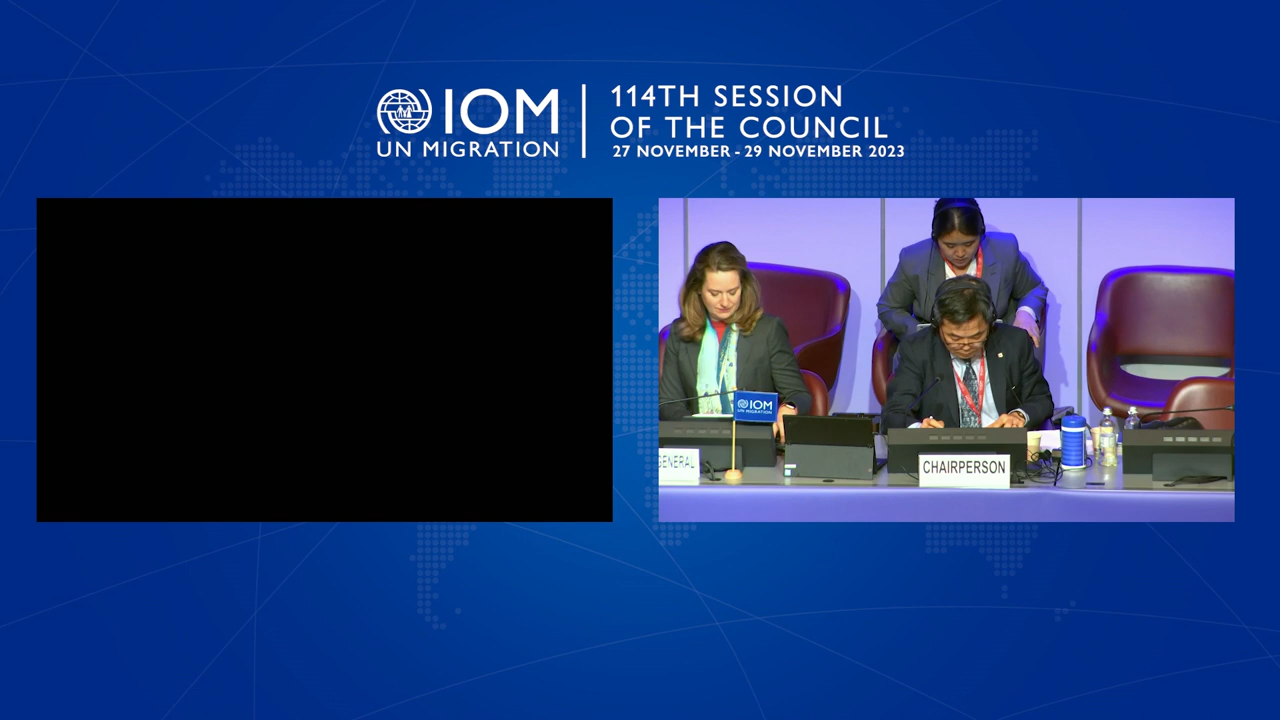 IOM
UN MIGRATION
114TH SESSION
OF THE COUNCIL
27 NOVEMBER - 29 NOVEMBER 2023
IOM
UN MIGRATION
GENERAL
CHAIRPERSON